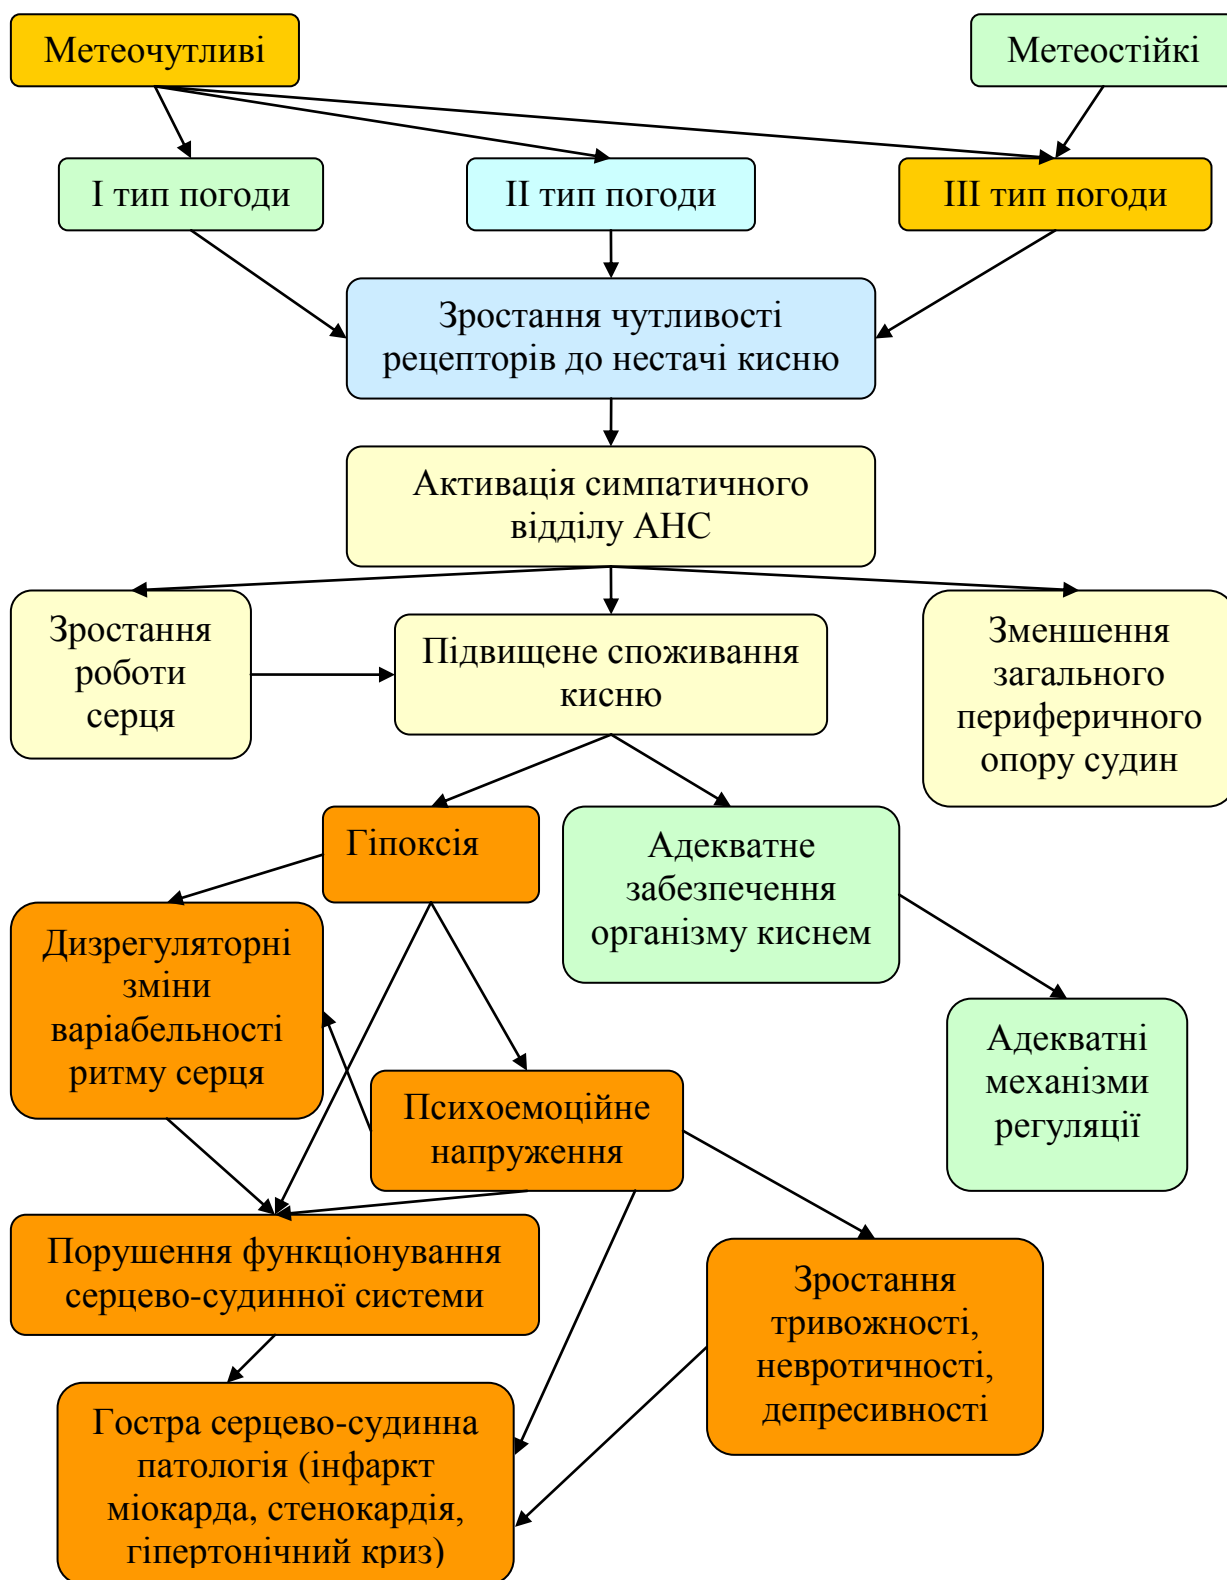 Метеочутливі
Метеостійкі
І тип погоди
ІІ тип погоди
ІІІ тип погоди
Зростання чутливості
рецепторів до нестачі кисню
Активація симпатичного
відділу АНС
Зростання
роботи
серця
Підвищене споживання
кисню
Зменшення
загального
периферичного
опору судин
Гіпоксія
Адекватне
забезпечення
організму киснем
Дизрегуляторні
зміни
варіабельності
ритму серця
Адекватні
механізми
регуляції
Психоемоційне
напруження
Порушення функціонування
серцево-судинної системи
Зростання
тривожності,
невротичності,
депресивності
Гостра серцево-судинна
патологія (інфаркт
міокарда, стенокардія,
гіпертонічний криз)